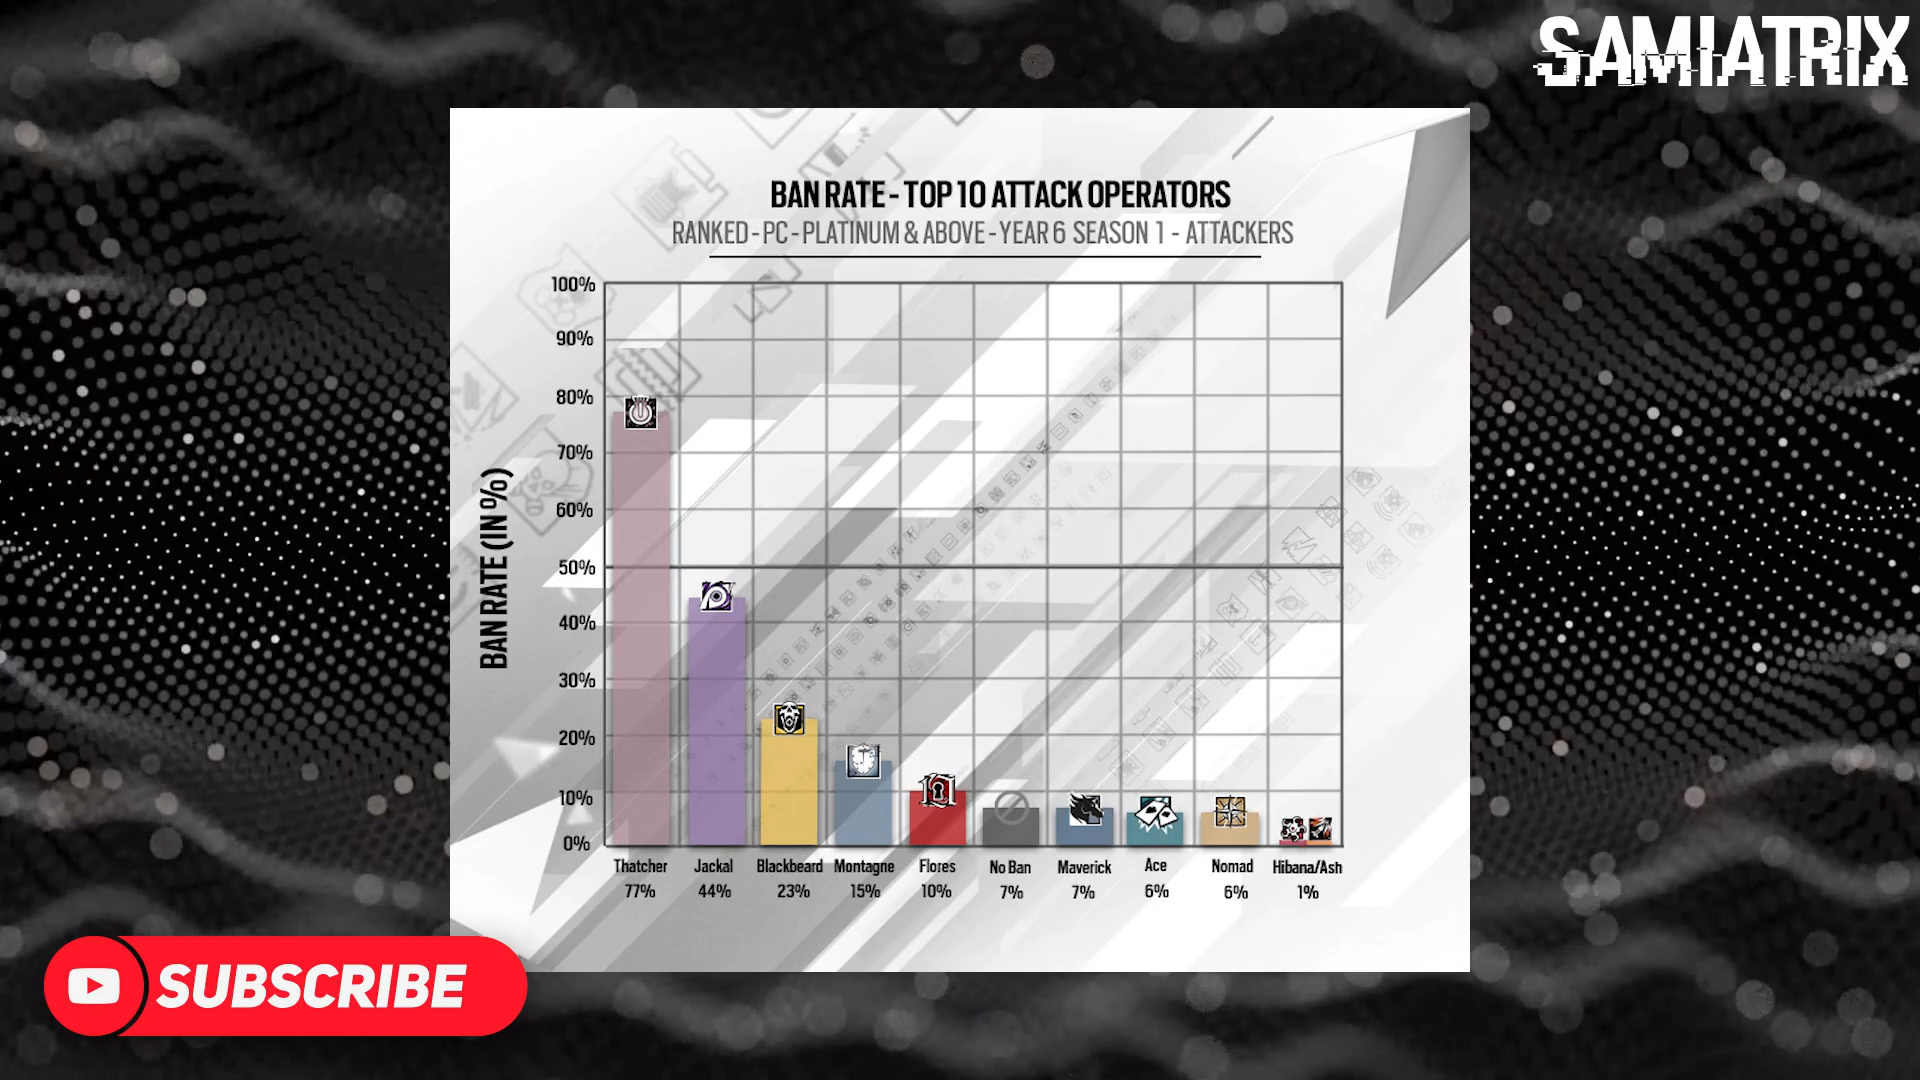 SAMIATRIX
BAN RATE - TOP 10 ATTACK OPERATORS
RANKED - PC - PLATINUM & ABOVE - YEAR 6 SEASON 1 - ATTACKERS
BAN RATE (IN %)
100%
90%
80%
70%
60%
50%
40%
30%
20%
10%
0%
Thatcher Jackal Blackbeard Montagne Flores No Ban Maverick Ace Nomad Hibana/Ash
77% 44% 23% 15% 10% 7% 7% 6% 6% 1%
SUBSCRIBE